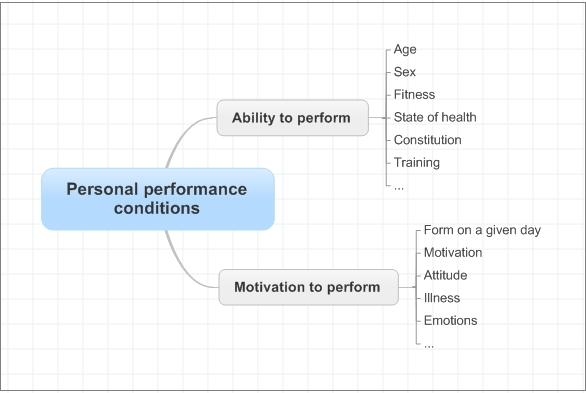 Personal performance
conditions
Ability to perform
Age
Sex
Fitness
State of health
Constitution
Training
...
Motivation to perform
Form on a given day
Motivation
Attitude
Illness
Emotions
...